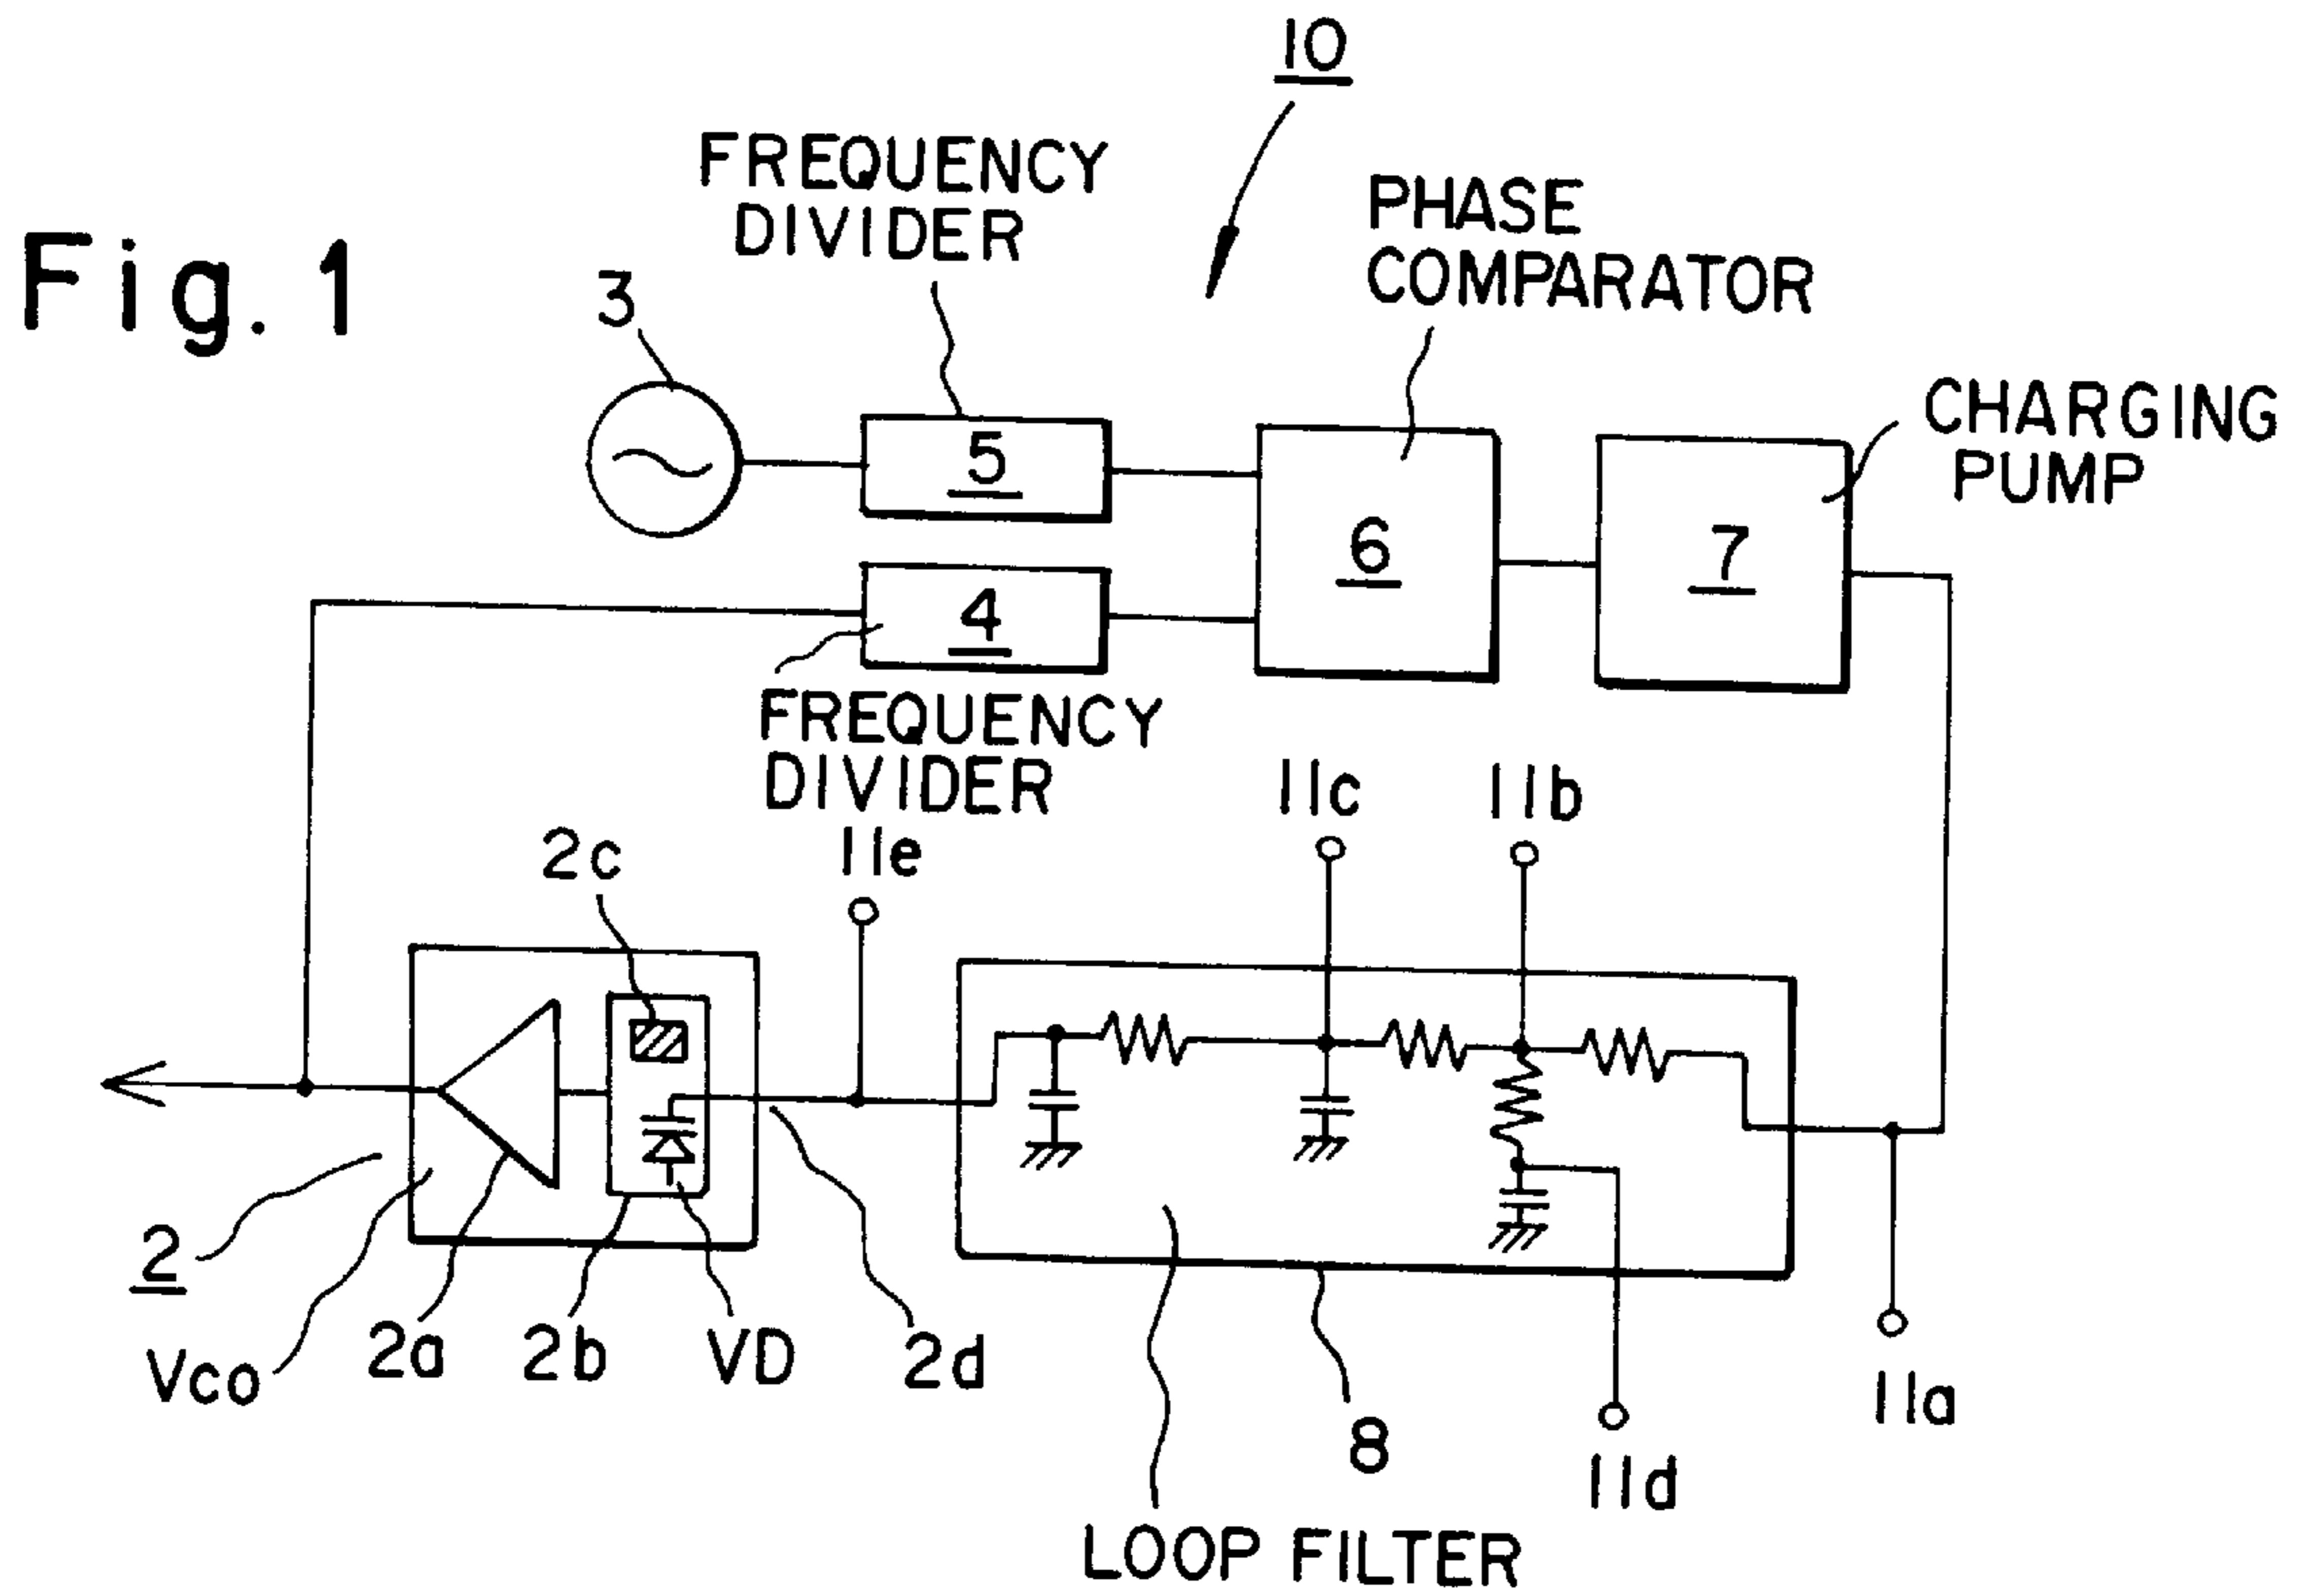 10
FREQUENCY
DIVIDER
PHASE
COMPARATOR
Fig. 1
3
CHARGING
PUMP
5
6
7
4
FREQUENCY
DIVIDER
11c
11b
2c
11e
2
Vco
2a
2b
VD
2d
8
11a
11d
LOOP FILTER